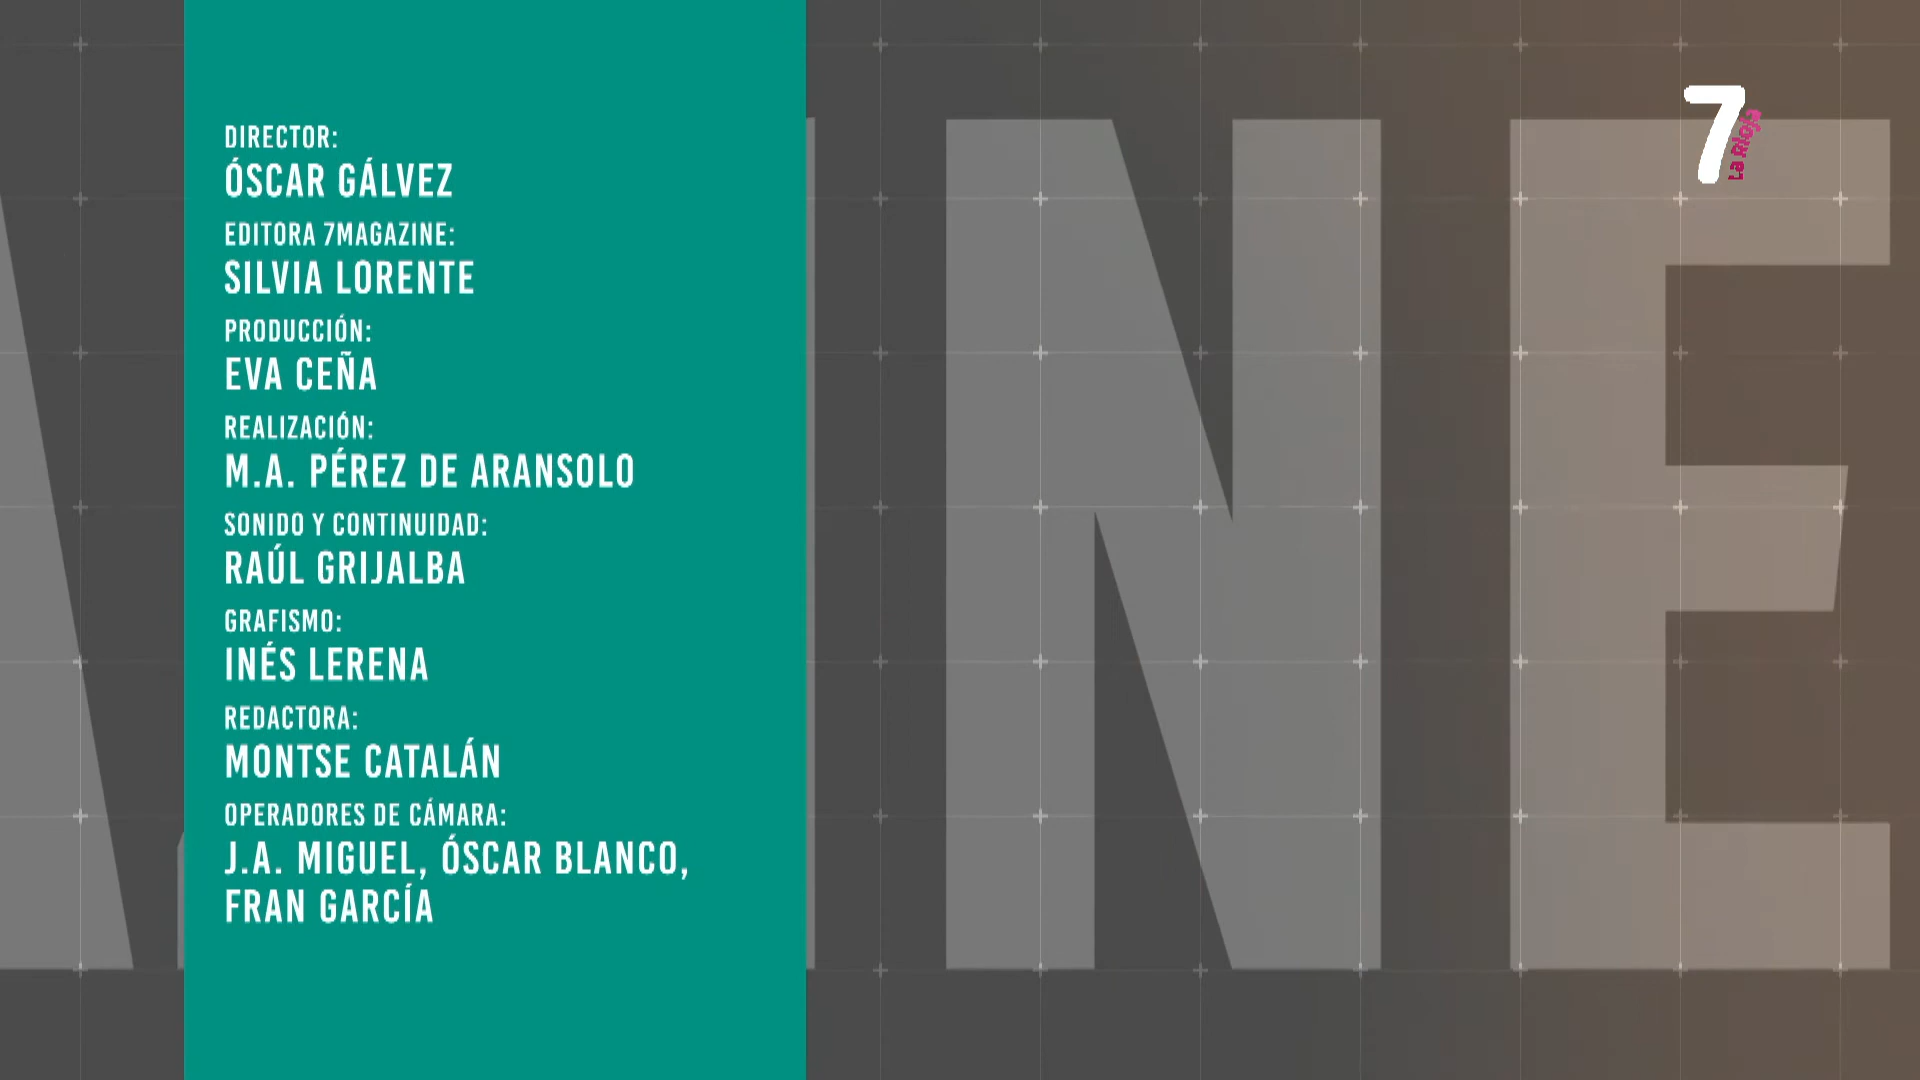 DIRECTOR:
ÓSCAR GÁLVEZ
EDITORA 7MAGAZINE:
SILVIA LORENTE
PRODUCCIÓN:
EVA CEÑA
REALIZACIÓN:
M.A. PÉREZ DE ARANSOLO
SONIDO Y CONTINUIDAD:
RAÚL GRIJALBA
GRAFISMO:
INÉS LERENA
REDACTORA:
MONTSE CATALÁN
OPERADORES DE CÁMARA:
J.A. MIGUEL, ÓSCAR BLANCO,
FRAN GARCÍA
7 La Rioja
NE